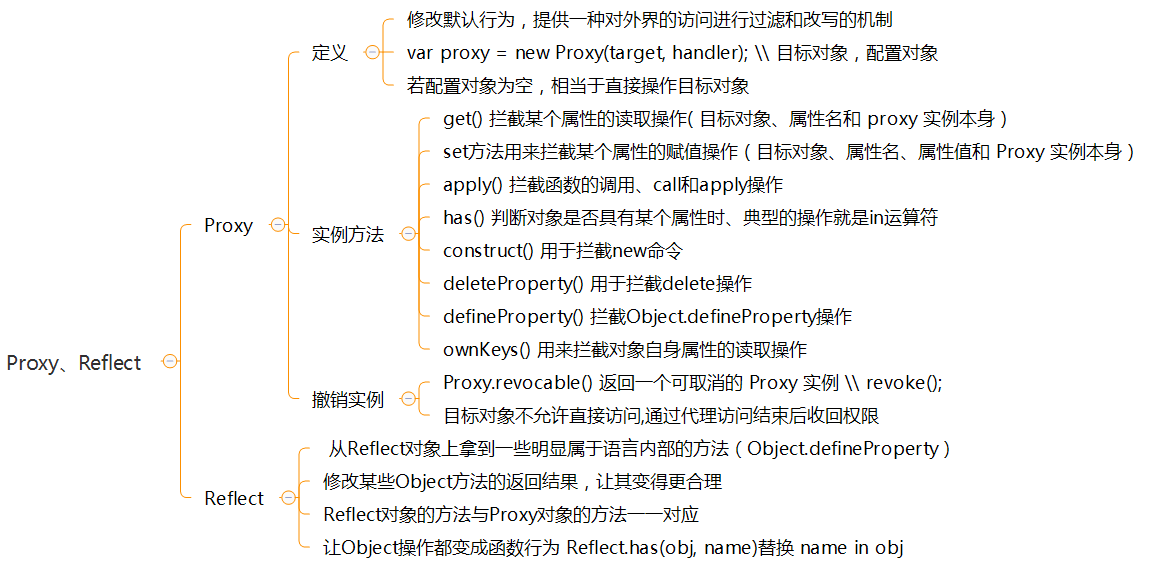 Proxy、Reflect
Proxy
定义
修改默认行为，提供一种对外界的访问进行过滤和改写的机制
var proxy = new Proxy(target, handler); \\ 目标对象，配置对象
若配置对象为空，相当于直接操作目标对象
实例方法
get() 拦截某个属性的读取操作( 目标对象、属性名和 proxy 实例本身 )
set方法用来拦截某个属性的赋值操作 ( 目标对象、属性名、属性值和 Proxy 实例本身 )
apply() 拦截函数的调用、call和apply操作
has() 判断对象是否具有某个属性时、典型的操作就是in运算符
construct() 用于拦截new命令
deleteProperty() 用于拦截delete操作
defineProperty() 拦截Object.defineProperty操作
ownKeys() 用来拦截对象自身属性的读取操作
撤销实例
Proxy.revocable() 返回一个可取消的 Proxy 实例 \\ revoke();
目标对象不允许直接访问,通过代理访问结束后收回权限
Reflect
从Reflect对象上拿到一些明显属于语言内部的方法 ( Object.defineProperty )
修改某些Object方法的返回结果，让其变得更合理
Reflect对象的方法与Proxy对象的方法一一对应
让Object操作都变成函数行为 Reflect.has(obj, name)替换 name in obj